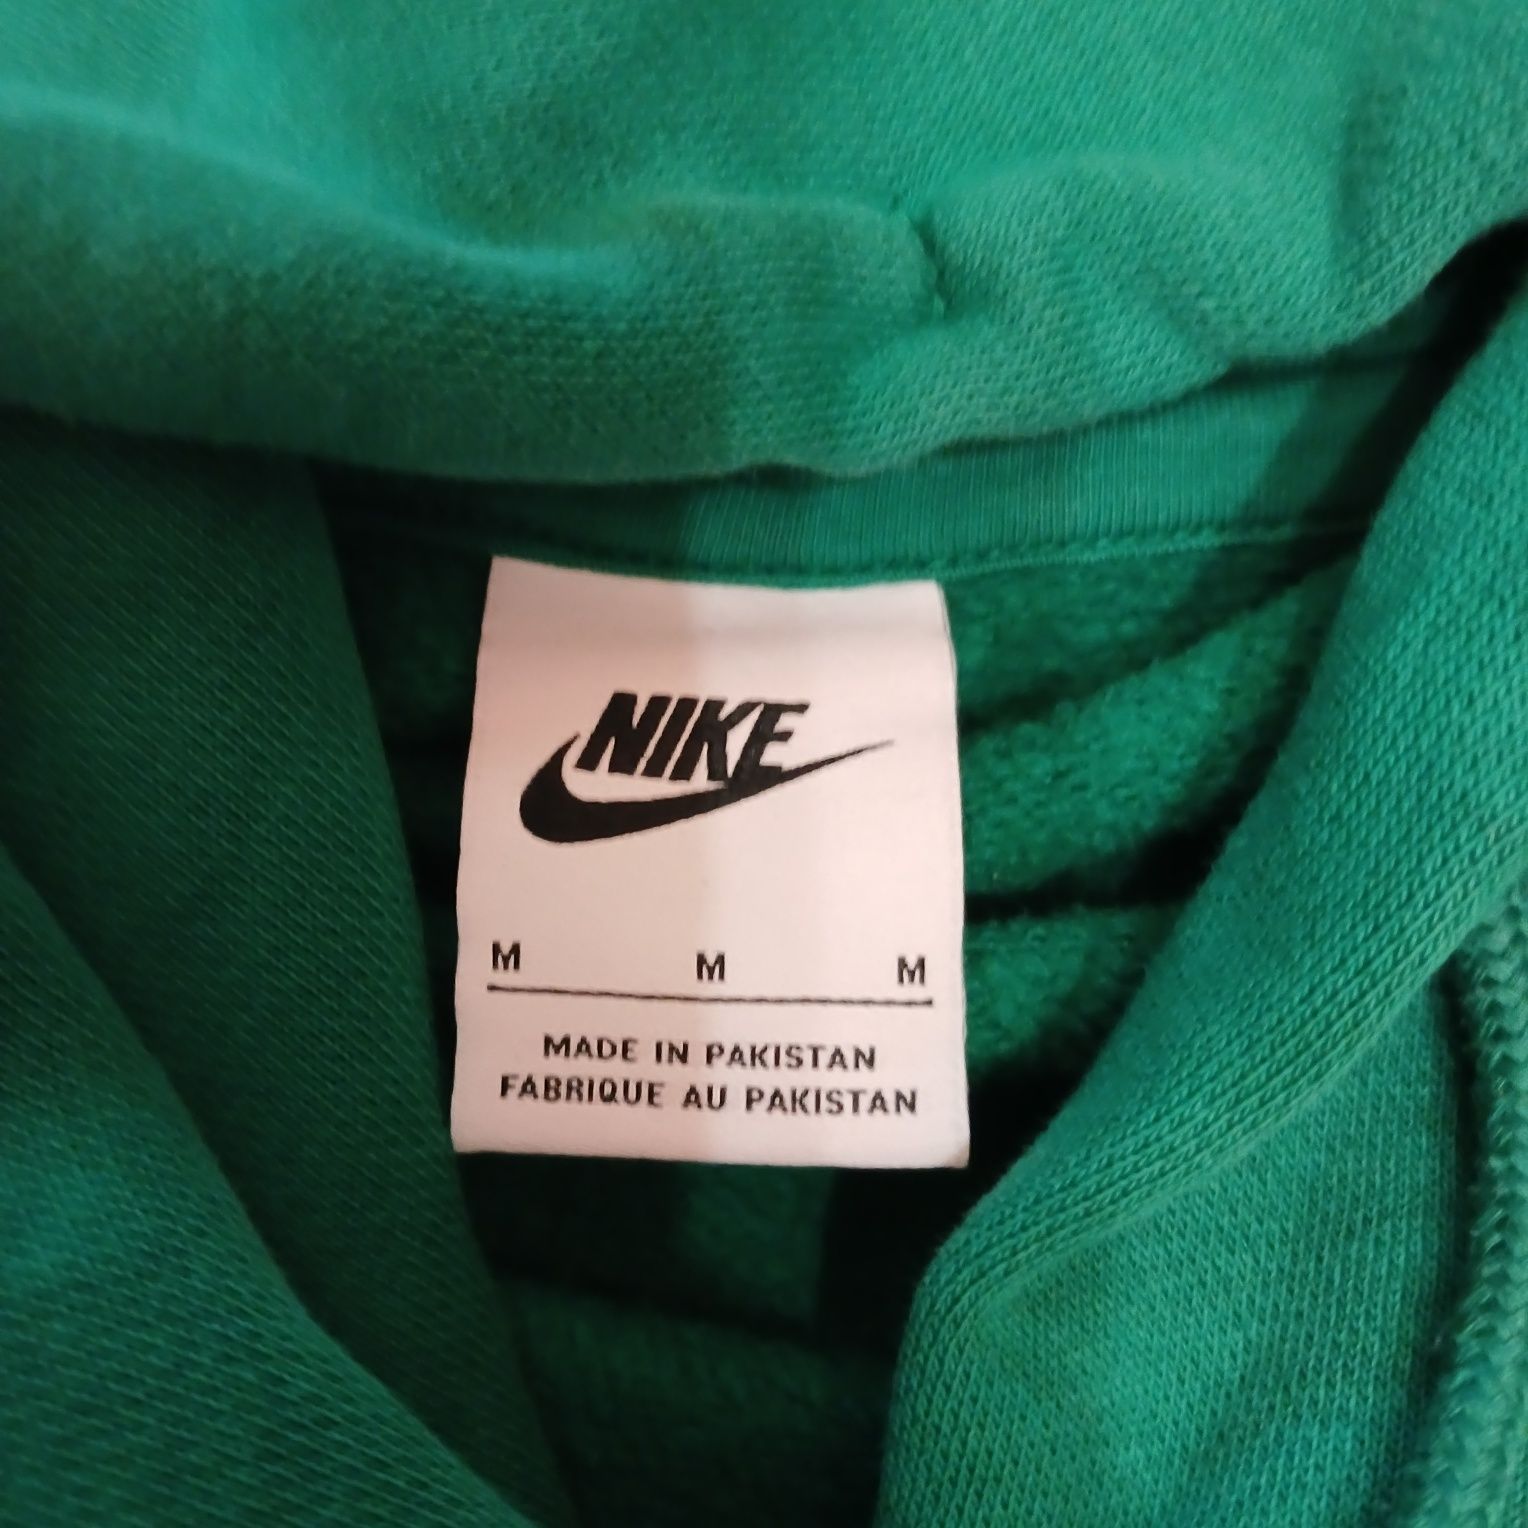 NIKE
M M M
MADE IN PAKISTAN
FABRIQUE AU PAKISTAN